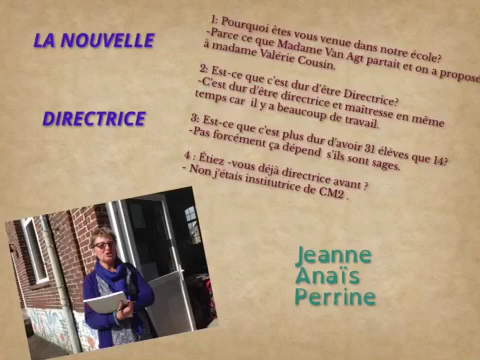 LA NOUVELLE
DIRECTRICE
1: Pourquoi êtes vous venue dans notre école?
-Parce ce que Madame Van Agt partait et on a proposé
à madame Valérie Cousin.
2: Est-ce que c'est dur d'être Directrice?
-C'est dur d'être directrice et maîtresse en même
temps car il y a beaucoup de travail.
3: Est-ce que c'est plus dur d'avoir 31 élèves que 14?
-Pas forcément ça dépend s'ils sont sages.
4 : Étiez -vous déjà directrice avant ?
- Non j'étais institutrice de CM2 .
Jeanne
Anaïs
Perrine